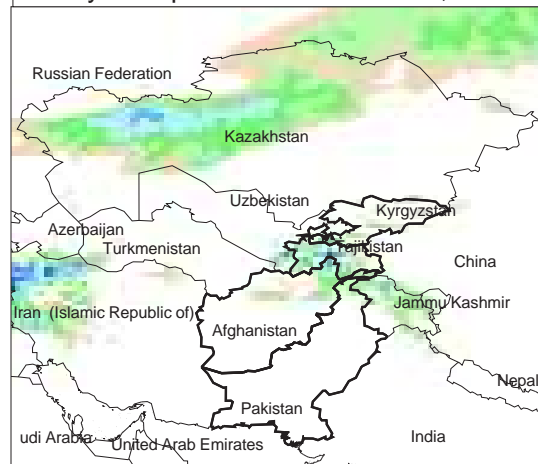 Russian Federation
Kazakhstan
Uzbekistan
Kyrgyzstan
Azerbaijan
Turkmenistan
Tajikistan
China
Iran (Islamic Republic of)
Jammu/Kashmir
Afghanistan
Nepal
Pakistan
udi Arabia
United Arab Emirates
India